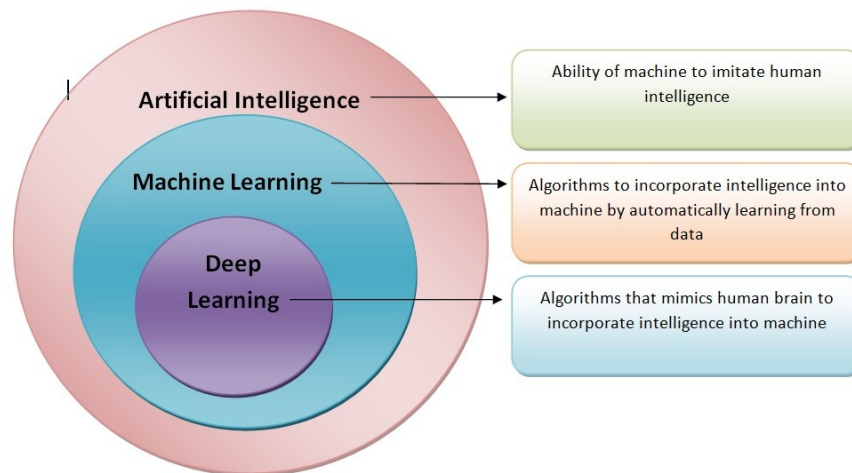 Artificial Intelligence
Ability of machine to imitate human
intelligence
Machine Learning
Algorithms to incorporate intelligence into
machine by automatically learning from
data
Deep
Learning
Algorithms that mimics human brain to
incorporate intelligence into machine